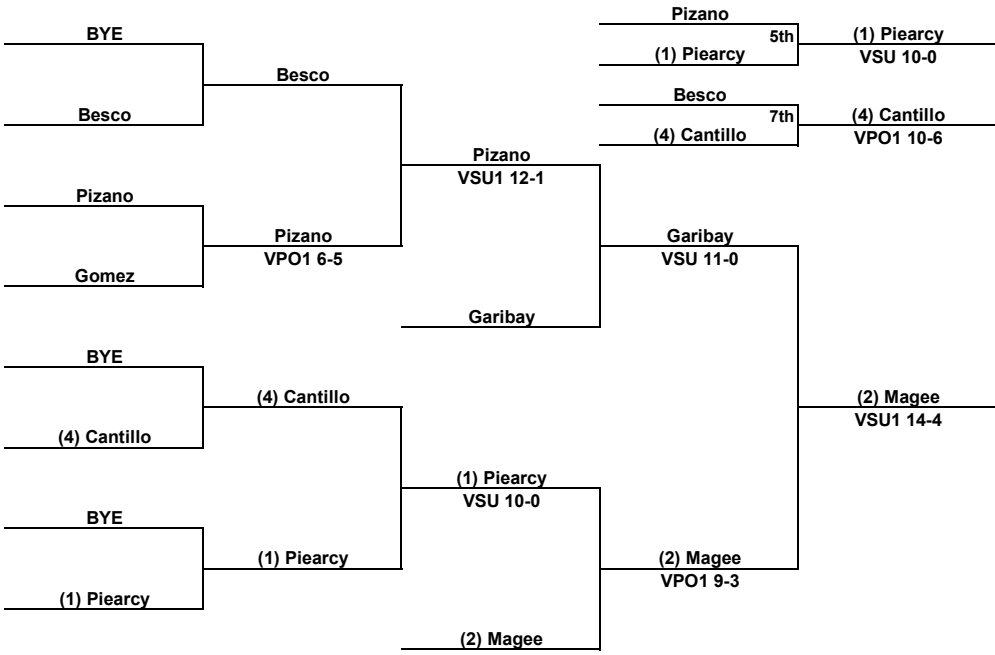 Pizano
BYE
5th
(1) Piearcy
(1) Piearcy
VSU 10-0
Besco
Besco
Besco
7th
(4) Cantillo
(4) Cantillo
VPO1 10-6
Pizano
VSU1 12-1
Pizano
Pizano
VPO1 6-5
Garibay
VSU 11-0
Gomez
Garibay
BYE
(4) Cantillo
(2) Magee
VSU1 14-4
(4) Cantillo
(1) Piearcy
VSU 10-0
BYE
(1) Piearcy
(2) Magee
VPO1 9-3
(1) Piearcy
(2) Magee